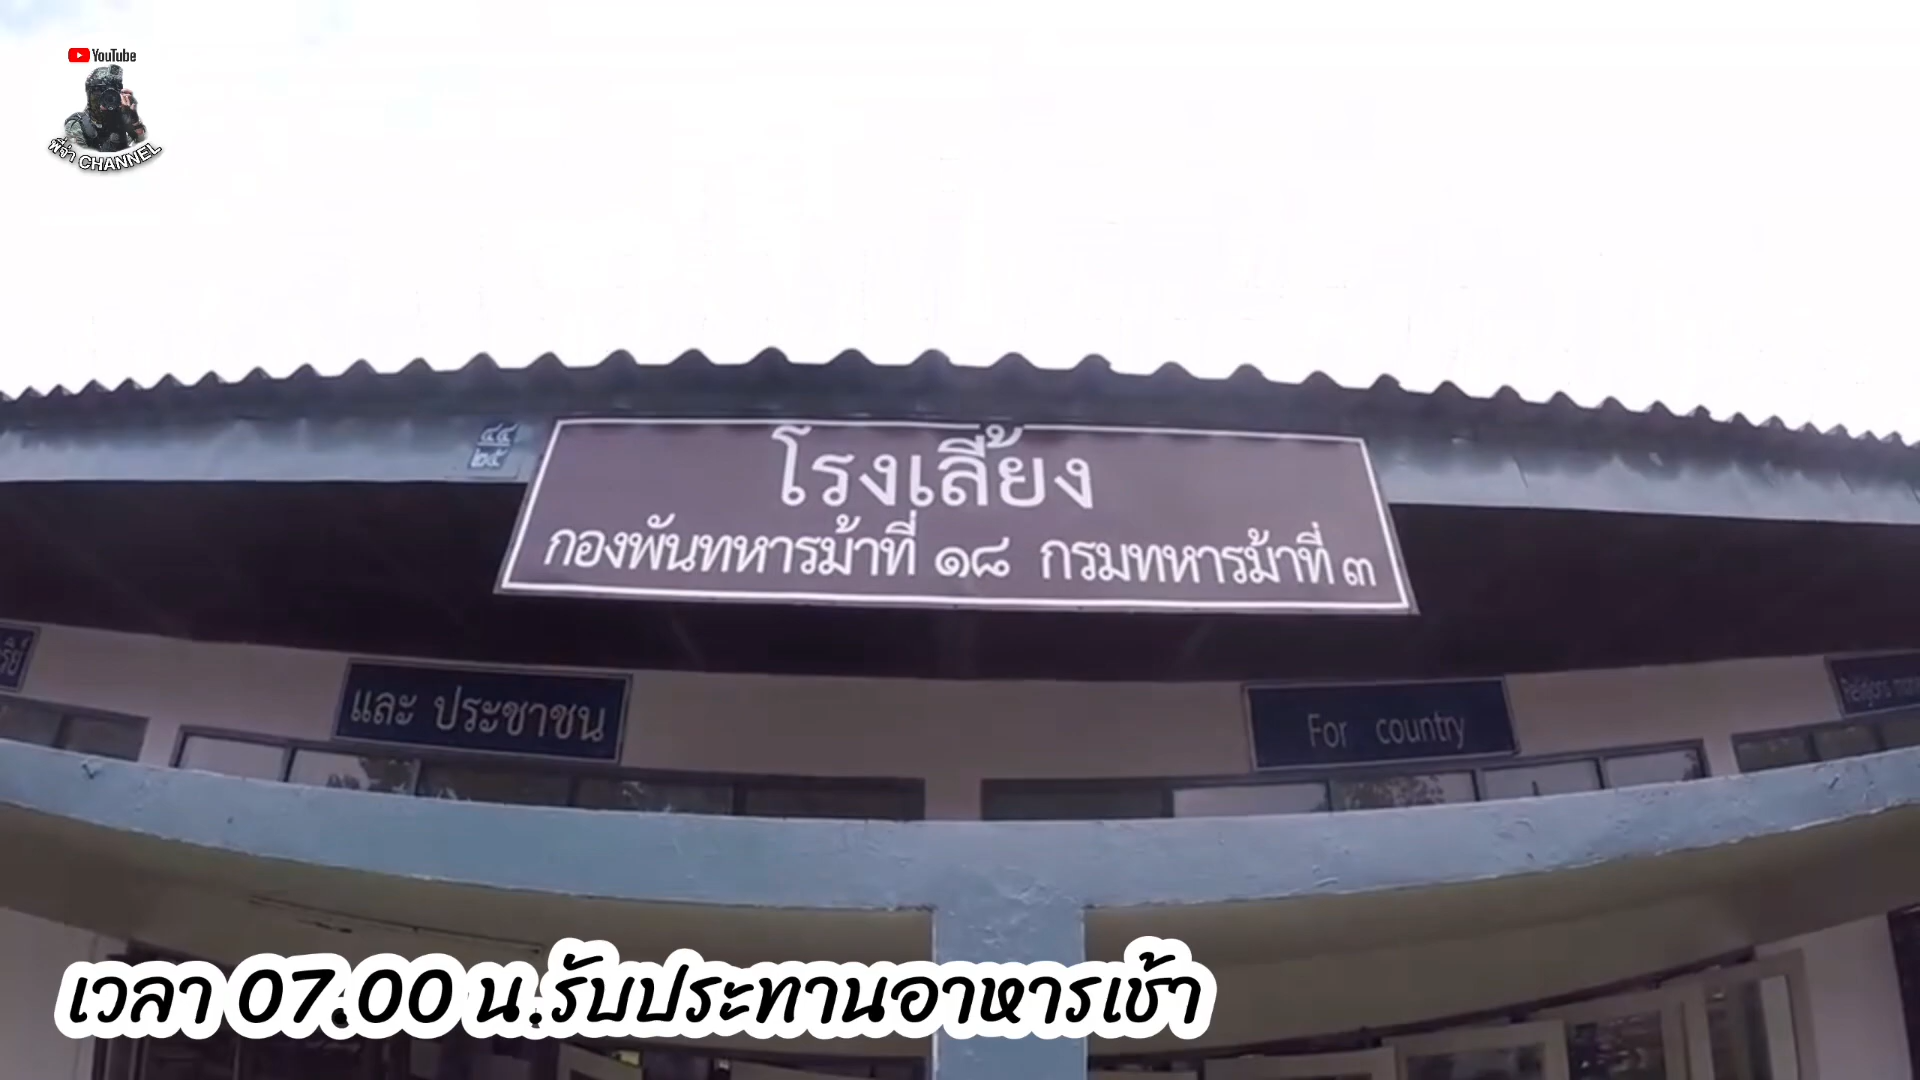 YouTube
พี่จ่า CHANNEL
๔๔
๒๕
โรงเลี้ยง
กองพันทหารม้าที่ ๑๘ กรมทหารม้าที่ ๓
และ ประชาชน
For country
เวลา 07.00 น.รับประทานอาหารเช้า